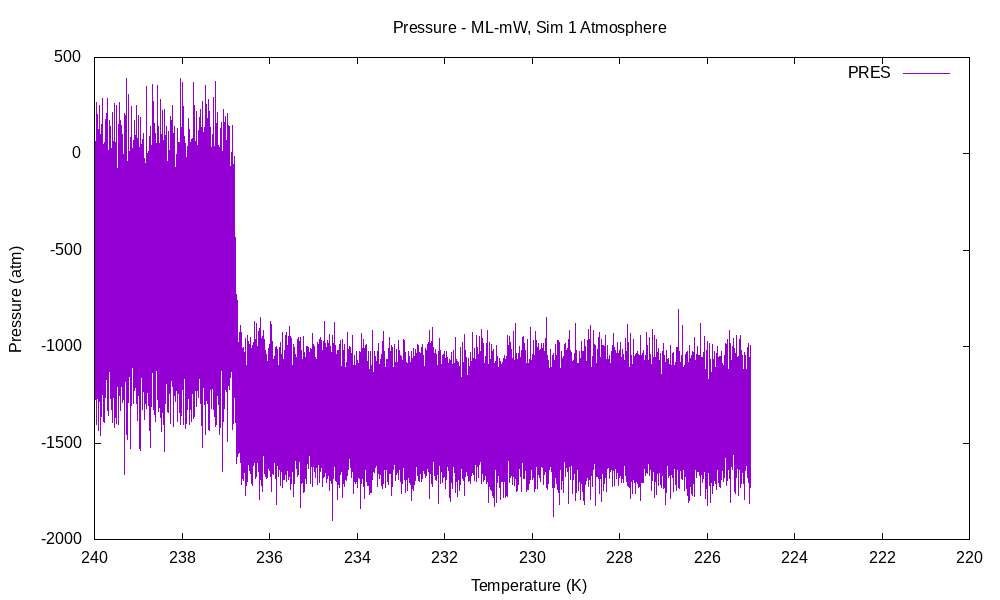 Pressure - ML-mW, Sim 1 Atmosphere
PRES
500
0
-500
-1000
-1500
-2000
Pressure (atm)
240 238 236 234 232 230 228 226 224 222 220
Temperature (K)